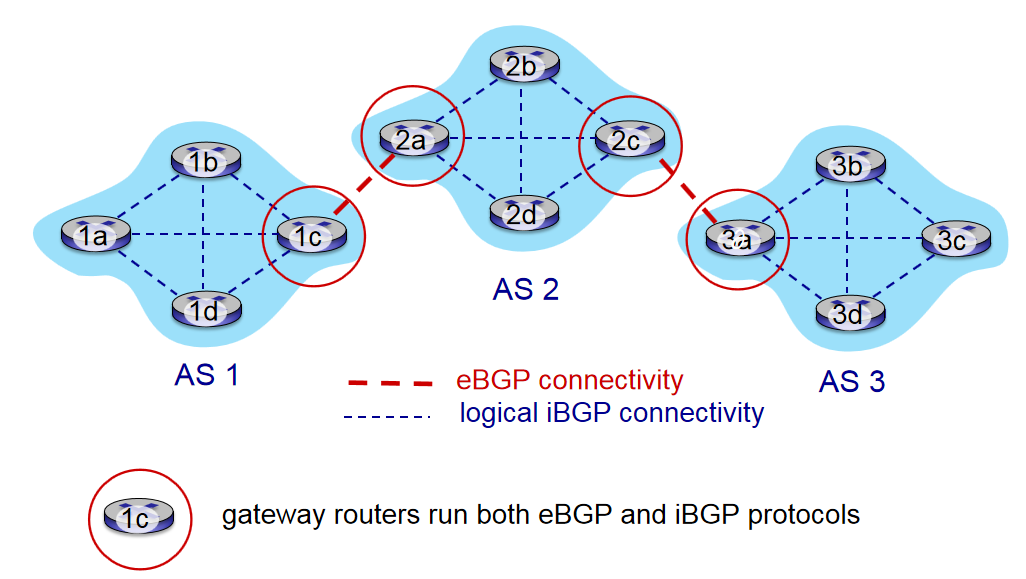 2b
2a
2c
1b
3b
2d
1a
1c
3a
3c
AS 2
1d
3d
AS 1
eBGP connectivity
AS 3
logical iBGP connectivity
1c
gateway routers run both eBGP and iBGP protocols